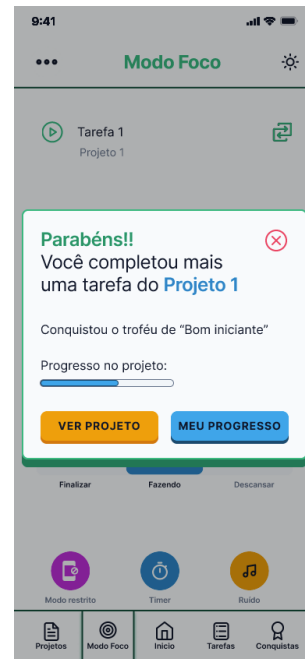 9:41
Modo Foco
Tarefa 1
Projeto 1
Parabéns!!
Você completou mais
uma tarefa do Projeto 1
Conquistou o troféu de “Bom iniciante”
Progresso no projeto:
VER PROJETO
MEU PROGRESSO
Finalizar
Fazendo
Descansar
Modo restrito
Timer
Ruído
Projetos
Modo Foco
Início
Tarefas
Conquistas